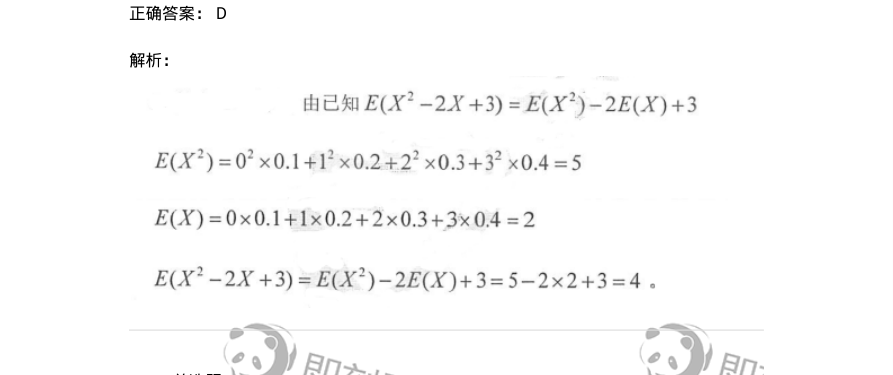 正确答案： D
解析：
由已知 E(X² −2X +3) = E(X²)−2E(X)+3
E(X²)=0² ×0.1+1² ×0.2+2² ×0.3+3² ×0.4=5
E(X)=0×0.1+1×0.2+2×0.3+3×0.4=2
E(X² −2X +3)=E(X²)−2E(X)+3=5−2×2+3=4 。